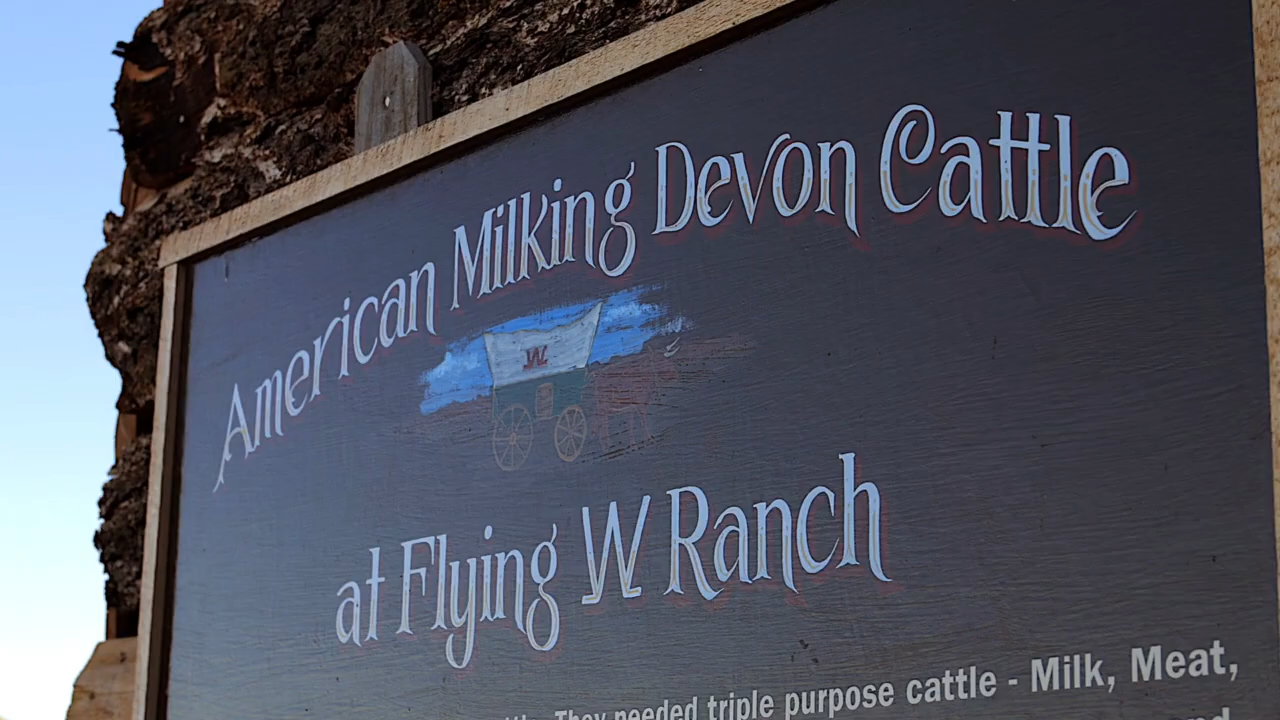 American Milking Devon Cattle
W
at Flying W Ranch
They needed triple purpose cattle - Milk, Meat,